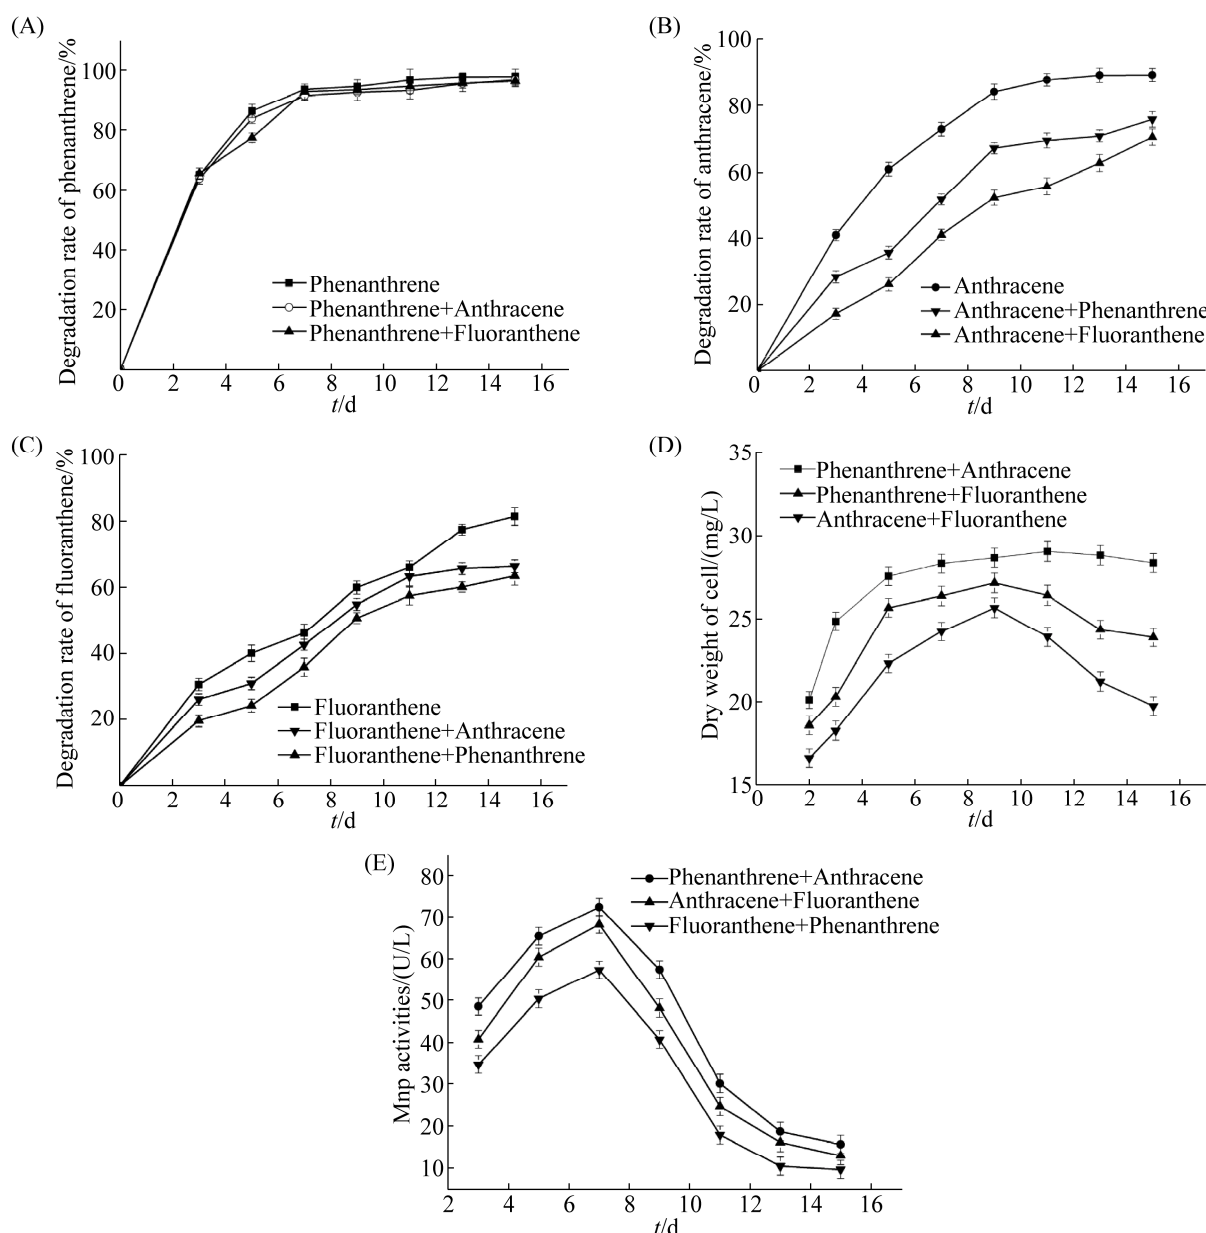 (A)
Degradation rate of phenanthrene/%
100
80
60
40
20
0 2 4 6 8 10 12 14 16
t/d
Phenanthrene
Phenanthrene+Anthracene
Phenanthrene+Fluoranthene
(B)
Degradation rate of anthracene/%
100
80
60
40
20
0 2 4 6 8 10 12 14 16
t/d
Anthracene
Anthracene+Phenanthrene
Anthracene+Fluoranthene
(C)
Degradation rate of fluoranthene/%
100
80
60
40
20
0 2 4 6 8 10 12 14 16
t/d
Fluoranthene
Fluoranthene+Anthracene
Fluoranthene+Phenanthrene
(D)
Dry weight of cell/(mg/L)
35
31
29
25
20
15
0 2 4 6 8 10 12 14 16
t/d
Phenanthrene+Anthracene
Phenanthrene+Fluoranthene
Anthracene+Fluoranthene
(E)
Mnp activities/(U/L)
80
70
60
50
40
30
20
10
2 4 6 8 10 12 14 16
t/d
Phenanthrene+Anthracene
Anthracene+Fluoranthene
Fluoranthene+Phenanthrene